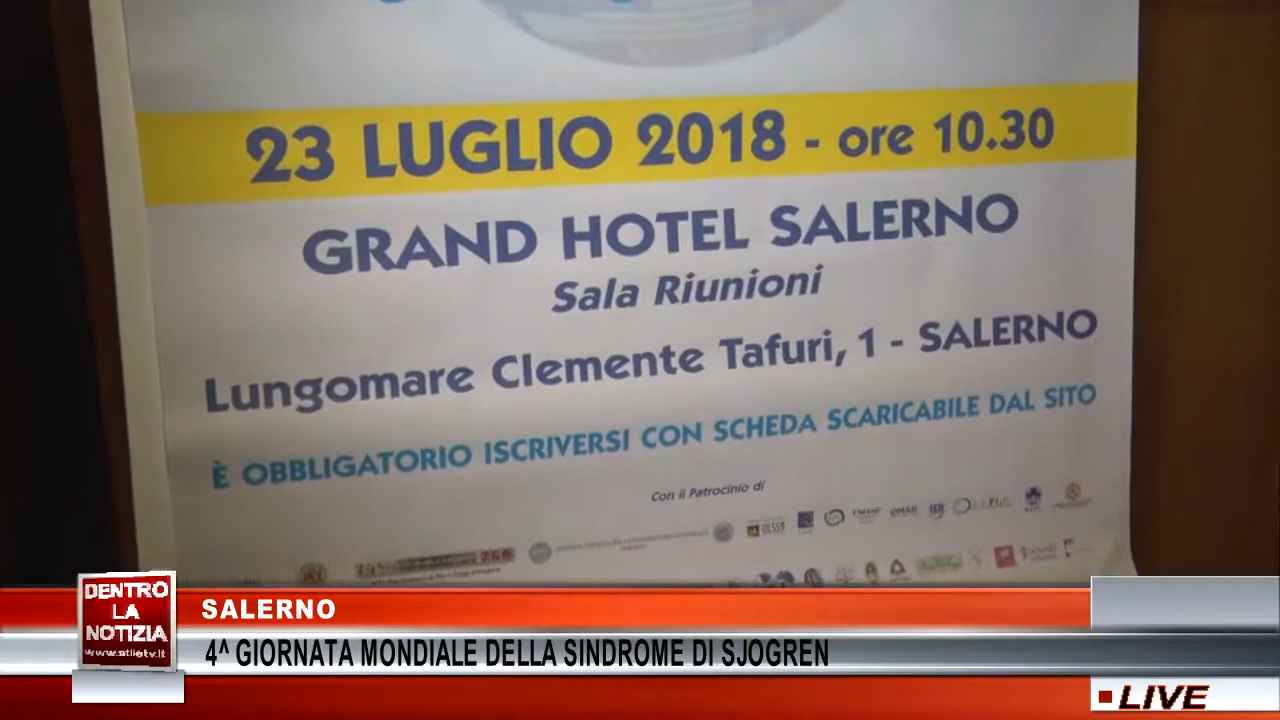 23 LUGLIO 2018 - ore 10.30
GRAND HOTEL SALERNO
Sala Riunioni
Lungomare Clemente Tafuri, 1 - SALERNO
È OBBLIGATORIO ISCRIVERSI CON SCHEDA SCARICABILE DAL SITO
Con il Patrocinio di
ULSS9
DENTRO
LA
NOTIZIA
SALERNO
4^ GIORNATA MONDIALE DELLA SINDROME DI SJOGREN
LIVE